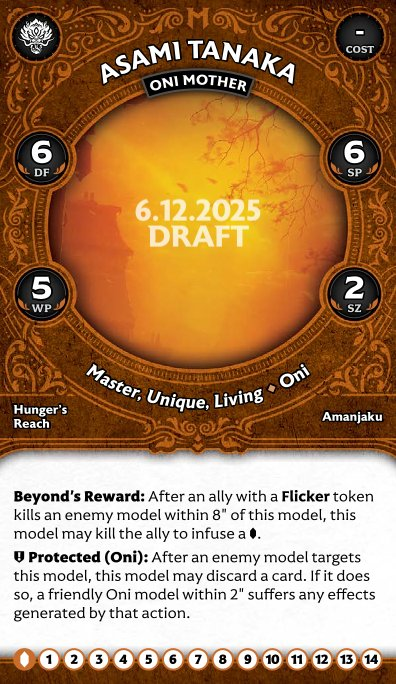 -
COST
ASAMI TANAKA
ONI MOTHER
6
DF
6
SP
6.12.2025
DRAFT
5
WP
2
SZ
Master, Unique, Living ⬥ Oni
Hunger's
Reach
Amanjaku
Beyond's Reward: After an ally with a Flicker token
kills an enemy model within 8" of this model, this
model may kill the ally to infuse a ⬮.
Protected (Oni): After an enemy model targets
this model, this model may discard a card. If it does
so, a friendly Oni model within 2" suffers any effects
generated by that action.
1 2 3 4 5 6 7 8 9 10 11 12 13 14